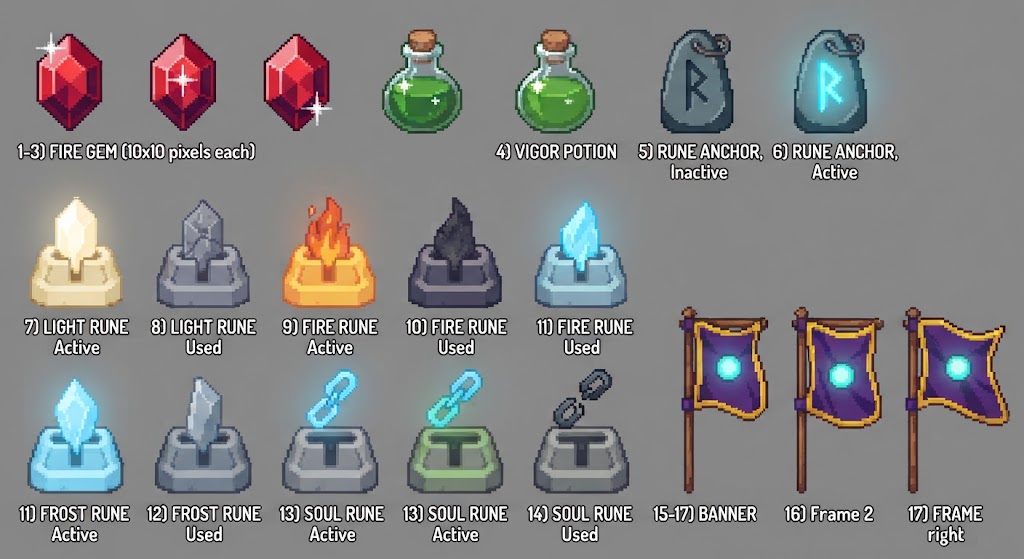 1-3) FIRE GEM (10x10 pixels each)
4) VIGOR POTION
5) RUNE ANCHOR,
Inactive
6) RUNE ANCHOR,
Active
7) LIGHT RUNE
Active
8) LIGHT RUNE
Used
9) FIRE RUNE
Active
10) FIRE RUNE
Used
11) FIRE RUNE
Used
11) FROST RUNE
Active
12) FROST RUNE
Used
13) SOUL RUNE
Active
13) SOUL RUNE
Active
14) SOUL RUNE
Used
15-17) BANNER
16) Frame 2
17) FRAME
right